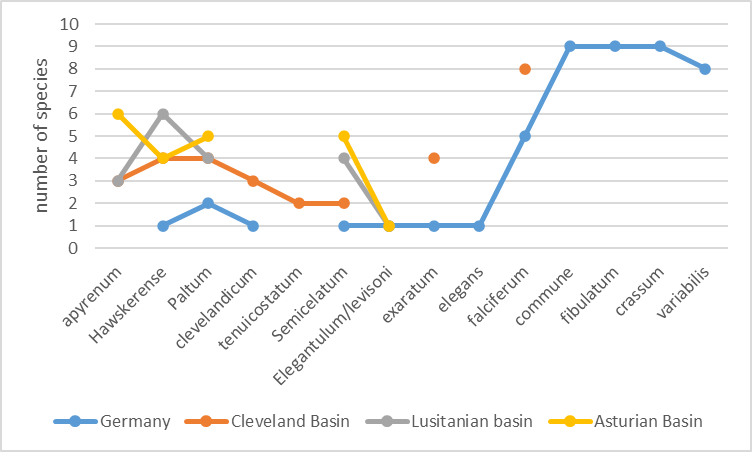 10
9
8
7
6
5
4
3
2
1
0
number of species
apyrenum
Hawskerense
Paltum
clevelandicum
tenuicostatum
Semicelatum
Elegantulum/levisoni
exaratum
elegans
falciferum
commune
fibulatum
crassum
variabilis
Germany Cleveland Basin Lusitanian basin Asturian Basin